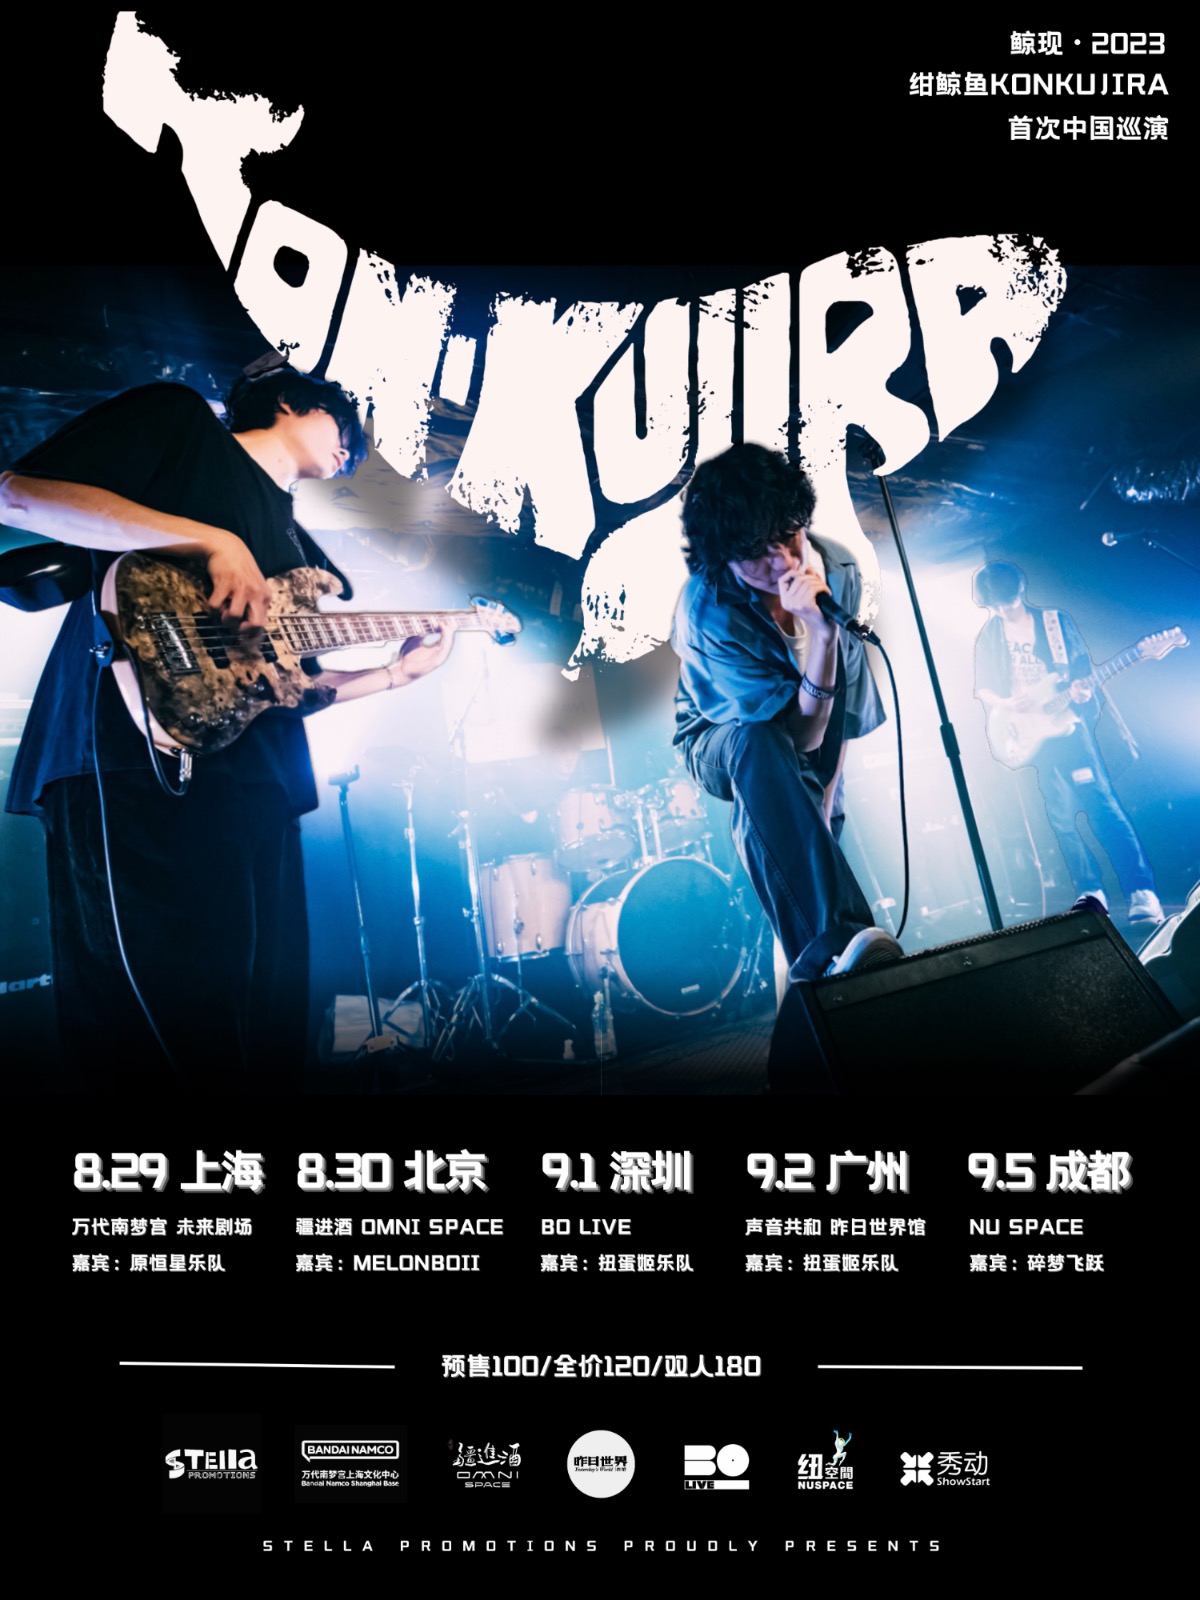 鲸现·2023
绀鲸鱼KONKUJIRA
首次中国巡演
KON-KUJIRA
8.29 上海
万代南梦宫 未来剧场
嘉宾：原恒星乐队
8.30 北京
疆进酒 OMNI SPACE
嘉宾：MELONBOII
9.1 深圳
BO LIVE
嘉宾：扭蛋姬乐队
9.2 广州
声音共和 昨日世界馆
嘉宾：扭蛋姬乐队
9.5 成都
NU SPACE
嘉宾：碎梦飞跃
预售100/全价120/双人180
STElla
PROMOTIONS
BANDAI NAMCO
万代南梦宫上海文化中心
Bandai Namco Shanghai Base
疆進酒
OMNI
SPACE
昨日世界
BO
LIVE
纽空間
NUSPACE
秀动
ShowStart
STELLA PROMOTIONS PROUDLY PRESENTS